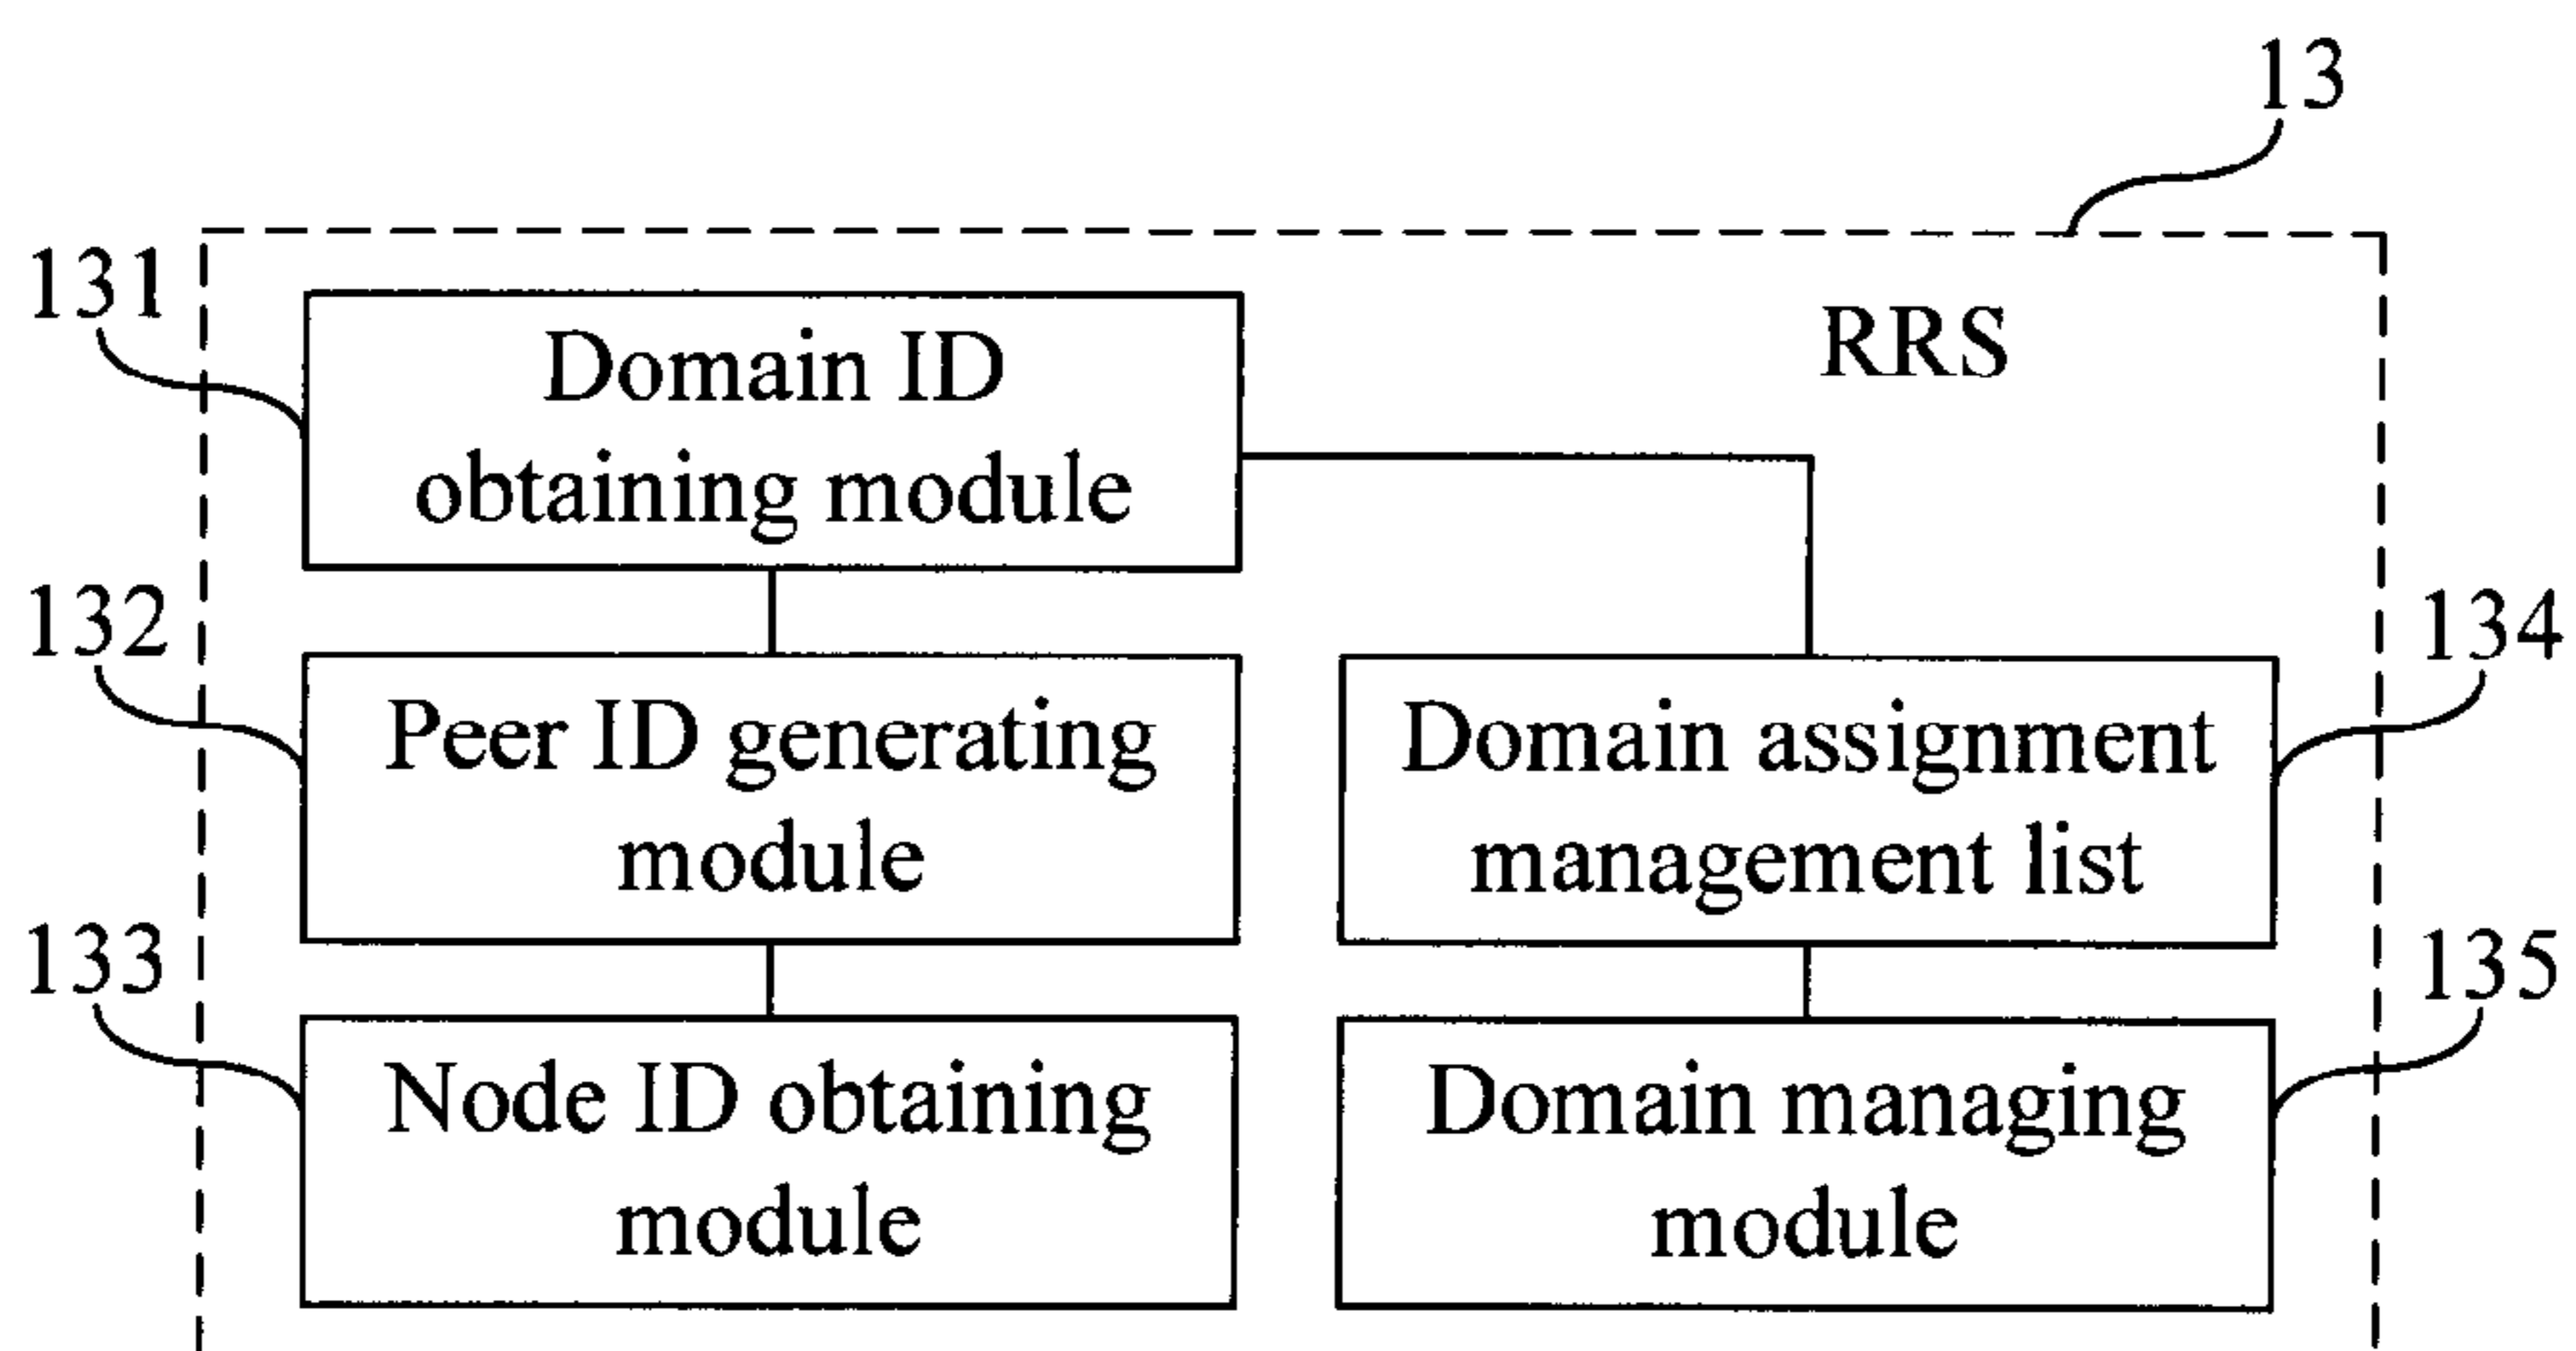 13
131
Domain ID
obtaining module
RRS
132
Peer ID generating
module
134
Domain assignment
management list
133
Node ID obtaining
module
135
Domain managing
module